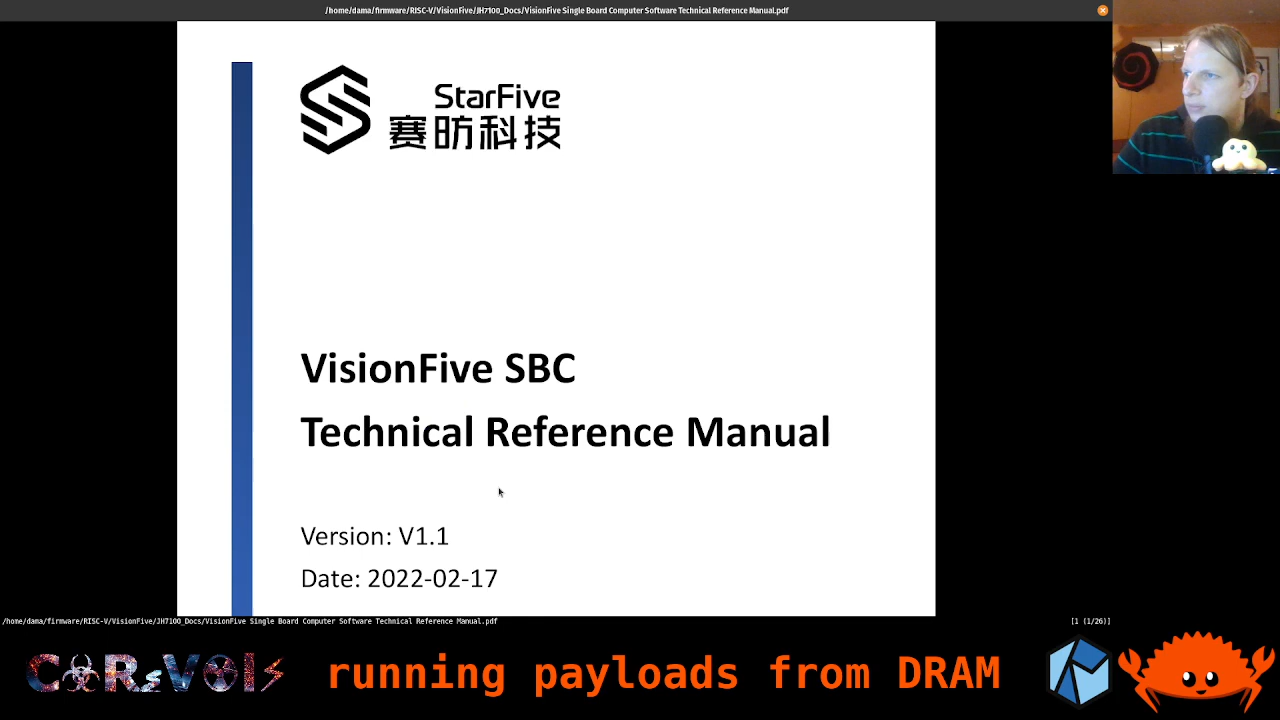 /home/dama/firmware/RISC-V/VisionFive/JH7100_Docs/VisionFive Single Board Computer Software Technical Reference Manual.pdf
StarFive
赛昉科技
VisionFive SBC
Technical Reference Manual
Version: V1.1
Date: 2022-02-17
/home/dama/firmware/RISC-V/VisionFive/JH7100_Docs/VisionFive Single Board Computer Software Technical Reference Manual.pdf
[1 (1/26)]
running payloads from DRAM